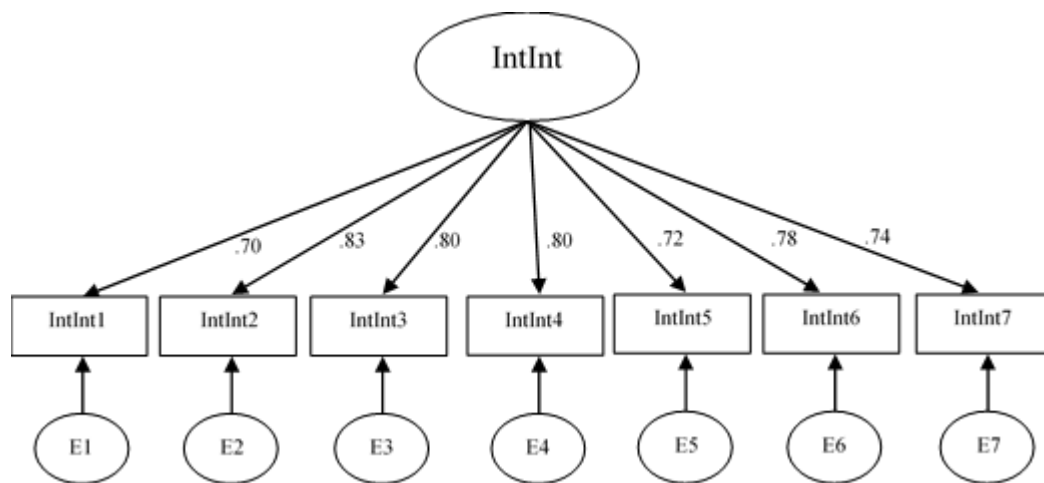 IntInt
.70 .83 .80 .80 .72 .78 .74
IntInt1 IntInt2 IntInt3 IntInt4 IntInt5 IntInt6 IntInt7
E1 E2 E3 E4 E5 E6 E7